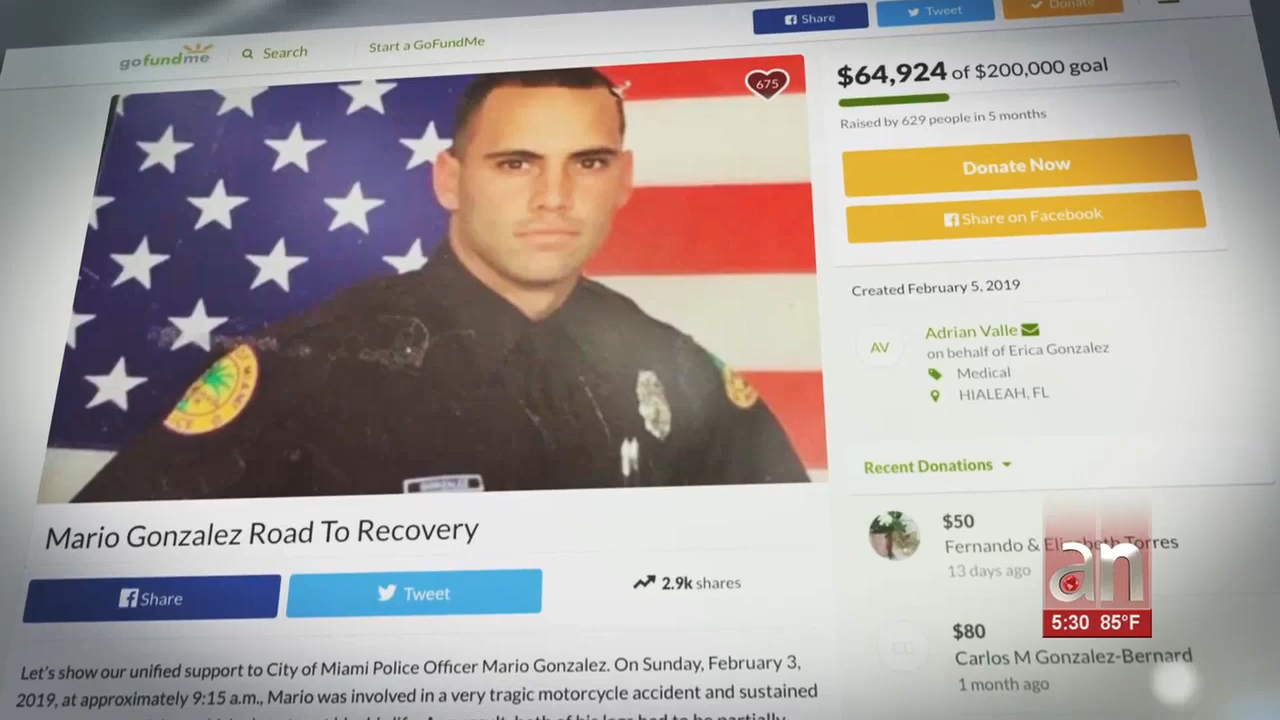 gofundme
Search
Start a GoFundMe
Share
Tweet
Donate
675
$64,924 of $200,000 goal
Raised by 629 people in 5 months
Donate Now
Share on Facebook
Created February 5, 2019
AV
Adrian Valle
on behalf of Erica Gonzalez
Medical
HIALEAH, FL
Recent Donations
$50
Fernando & Elizabeth Torres
13 days ago
$80
Carlos M Gonzalez-Bernard
1 month ago
MIAMI
GONZALEZ
Mario Gonzalez Road To Recovery
Share
Tweet
2.9k shares
Let's show our unified support to City of Miami Police Officer Mario Gonzalez. On Sunday, February 3,
2019, at approximately 9:15 a.m., Mario was involved in a very tragic motorcycle accident and sustained
an
5:30 85°F